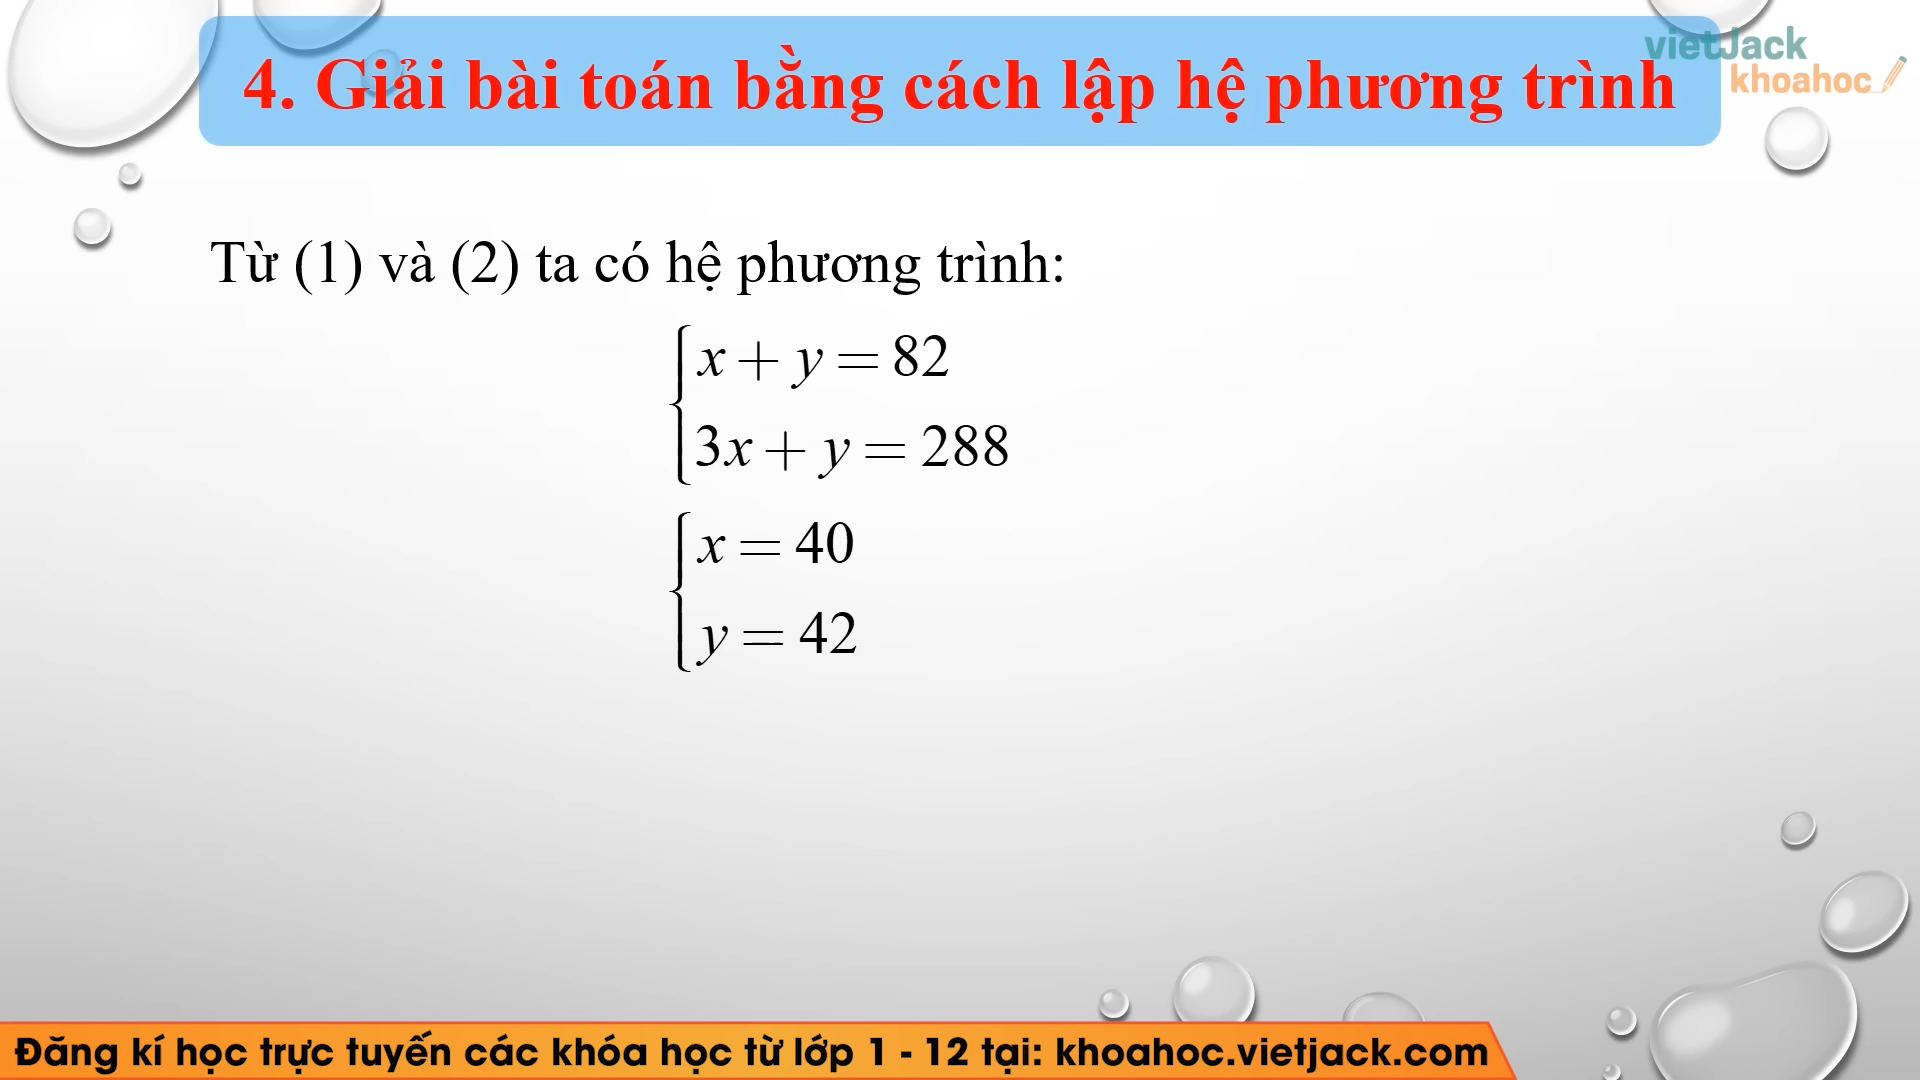 4. Giải bài toán bằng cách lập hệ phương trình
vietJack
khoahoc
Từ (1) và (2) ta có hệ phương trình:
x + y = 82
3x + y = 288
x = 40
y = 42
Đăng kí học trực tuyến các khóa học từ lớp 1 - 12 tại: khoahoc.vietjack.com